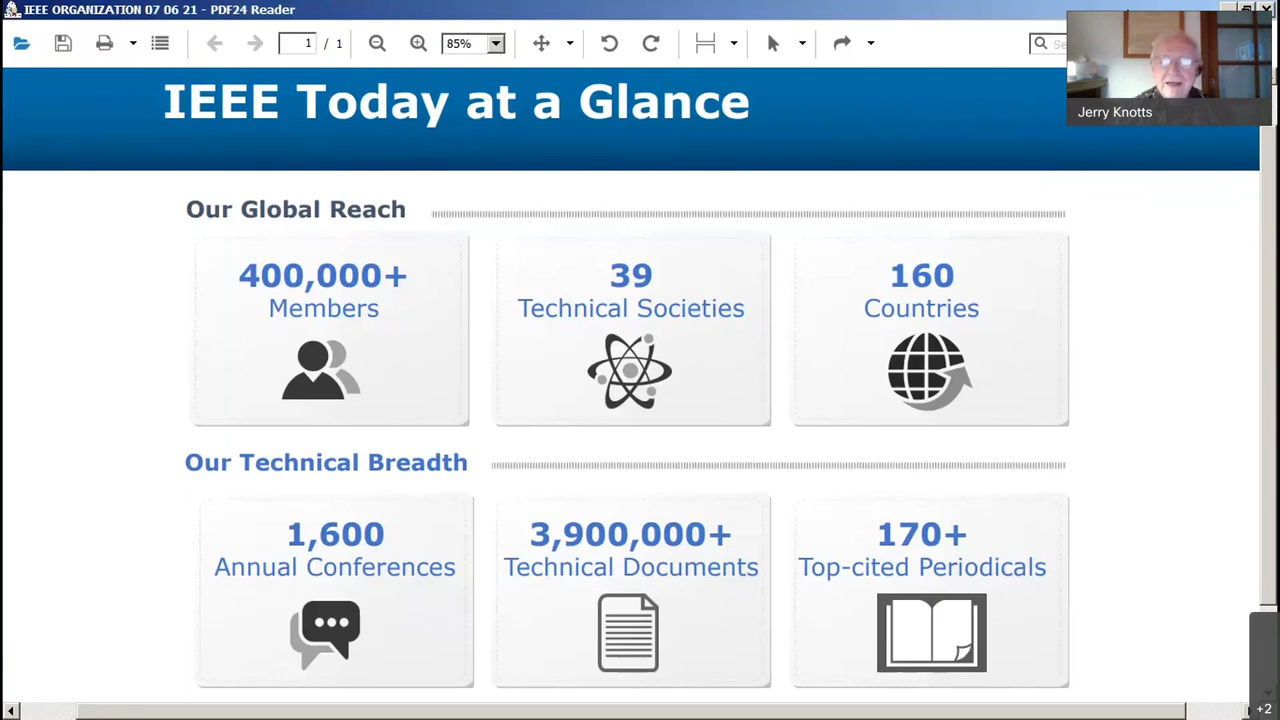 IEEE ORGANIZATION 07 06 21 - PDF24 Reader
1 / 1
85%
Jerry Knotts
IEEE Today at a Glance
Our Global Reach
400,000+
Members
39
Technical Societies
160
Countries
Our Technical Breadth
1,600
Annual Conferences
3,900,000+
Technical Documents
170+
Top-cited Periodicals
+2